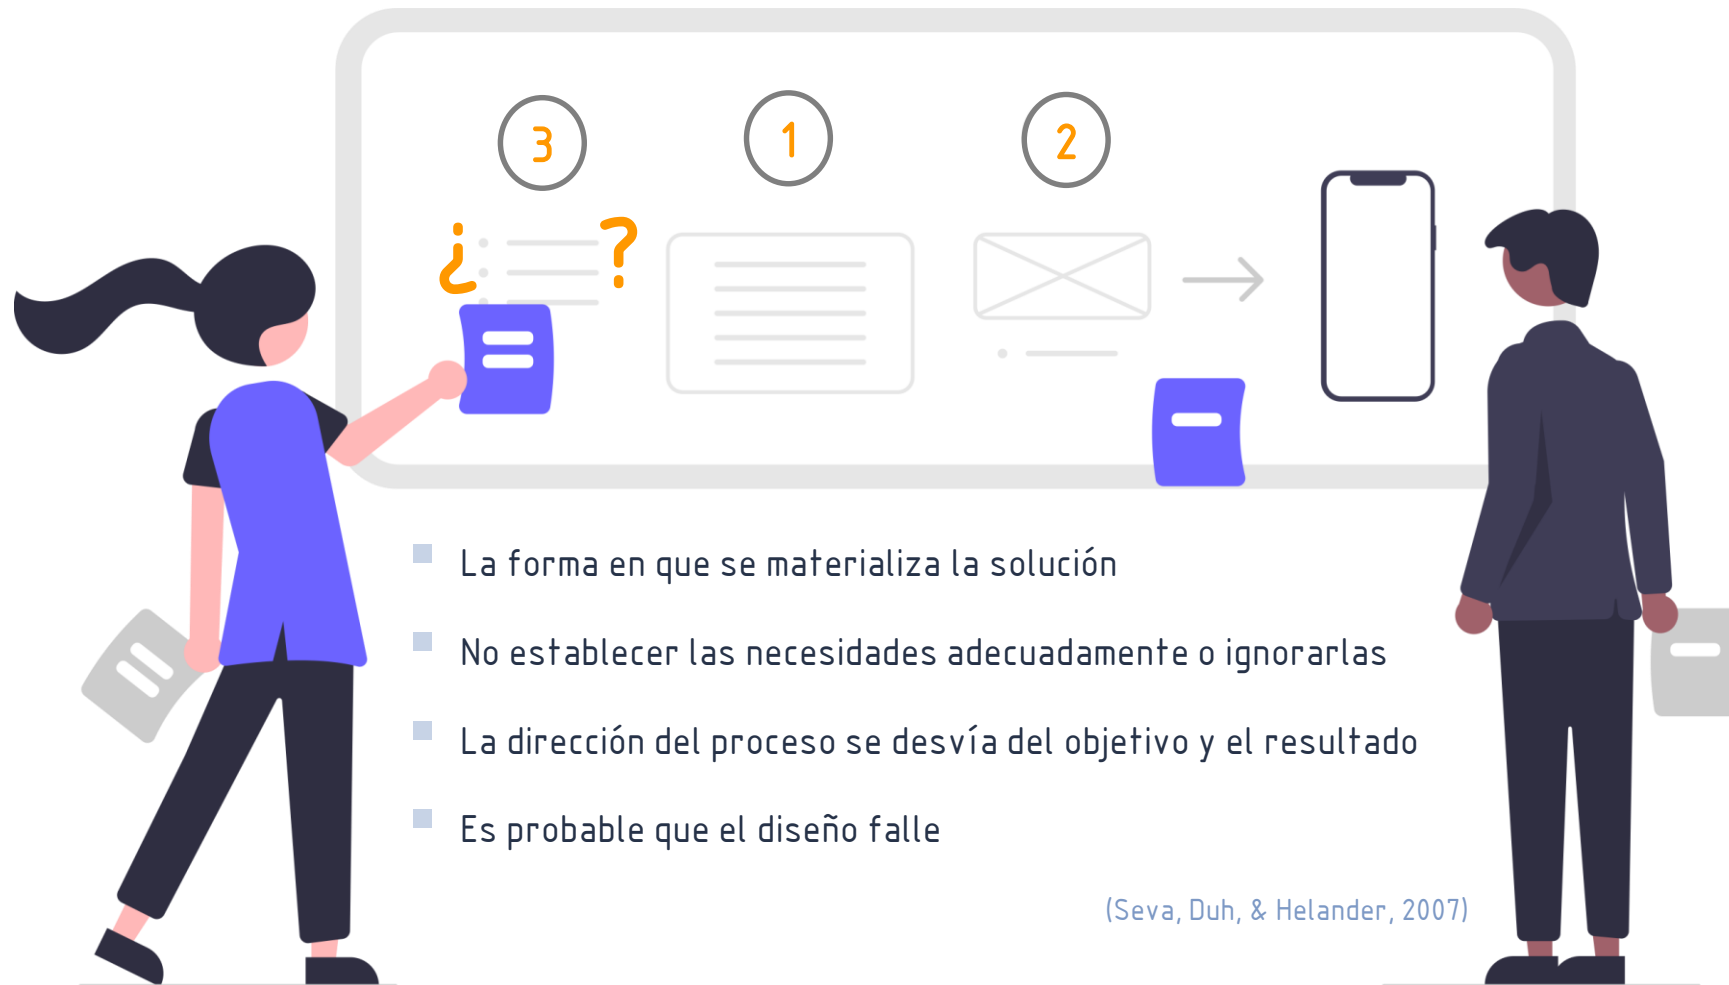 3
1
2
¿ ?
La forma en que se materializa la solución
No establecer las necesidades adecuadamente o ignorarlas
La dirección del proceso se desvía del objetivo y el resultado
Es probable que el diseño falle
(Seva, Duh, & Helander, 2007)